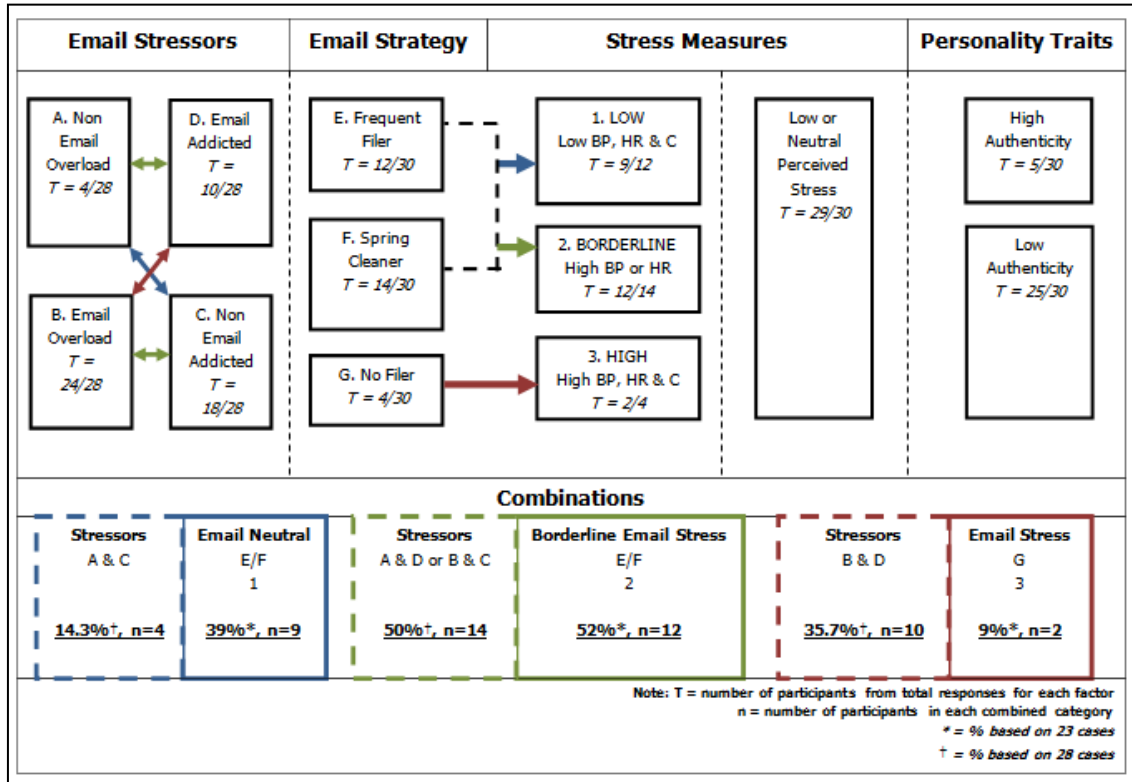 Email Stressors
Email Strategy
Stress Measures
Personality Traits
A. Non
Email
Overload
T = 4/28
D. Email
Addicted
T =
10/28
B. Email
Overload
T =
24/28
C. Non
Email
Addicted
T =
18/28
E. Frequent
Filer
T = 12/30
F. Spring
Cleaner
T = 14/30
G. No Filer
T = 4/30
1. LOW
Low BP, HR & C
T = 9/12
2. BORDERLINE
High BP or HR
T = 12/14
3. HIGH
High BP, HR & C
T = 2/4
Low or
Neutral
Perceived
Stress
T = 29/30
High
Authenticity
T = 5/30
Low
Authenticity
T = 25/30
Combinations
Stressors
A & C
14.3%†, n=4
Email Neutral
E/F
1
39%*, n=9
Stressors
A & D or B & C
50%†, n=14
Borderline Email Stress
E/F
2
52%*, n=12
Stressors
B & D
35.7%†, n=10
Email Stress
G
3
9%*, n=2
Note: T = number of participants from total responses for each factor
n = number of participants in each combined category
* = % based on 23 cases
† = % based on 28 cases